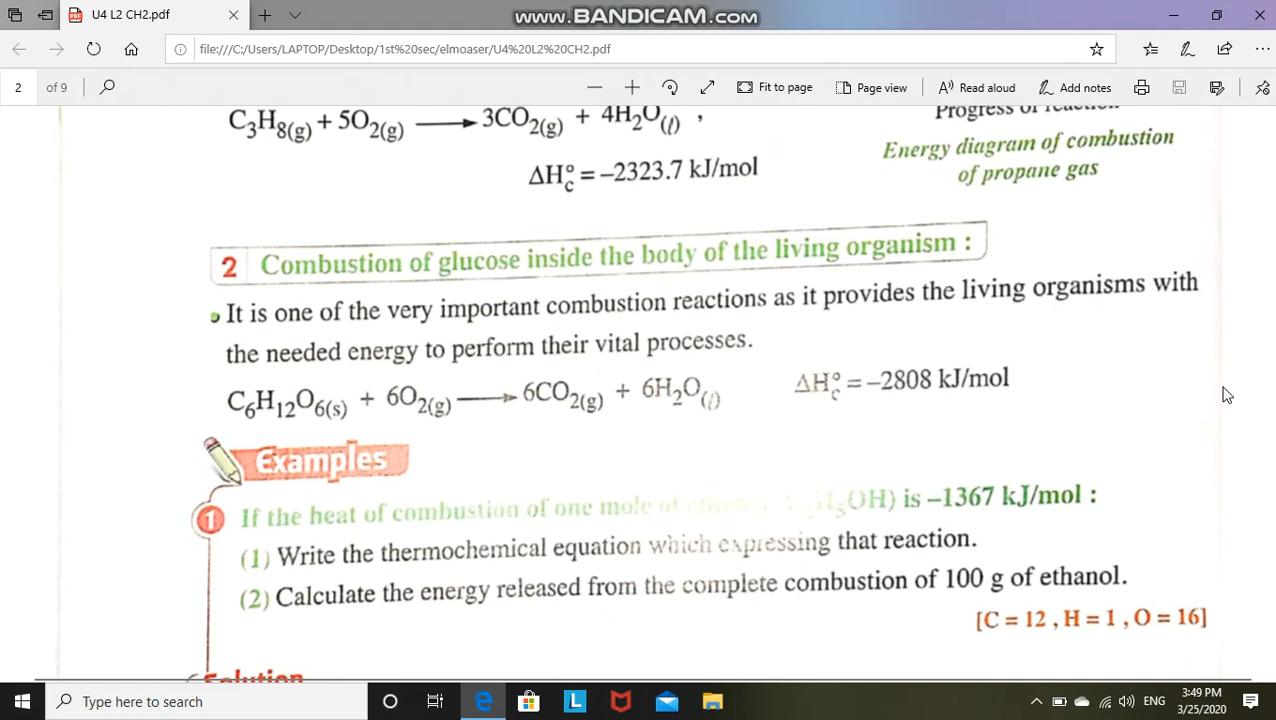 U4 L2 CH2.pdf
www.BANDICAM.com
file:///C:/Users/LAPTOP/Desktop/1st%20sec/elmoaser/U4%20L2%20CH2.pdf
2 of 9
Fit to page
Page view
Read aloud
Add notes
C₃H₈(g) + 5O₂(g) ⟶ 3CO₂(g) + 4H₂O(l) ,
Progress of reaction
ΔH°c = –2323.7 kJ/mol
Energy diagram of combustion
of propane gas
2 Combustion of glucose inside the body of the living organism :
It is one of the very important combustion reactions as it provides the living organisms with
the needed energy to perform their vital processes.
C₆H₁₂O₆(s) + 6O₂(g) ⟶ 6CO₂(g) + 6H₂O(l) ΔH°c = –2808 kJ/mol
Examples
1 If the heat of combustion of one mole of H₅OH) is –1367 kJ/mol :
(1) Write the thermochemical equation which expressing that reaction.
(2) Calculate the energy released from the complete combustion of 100 g of ethanol.
[C = 12 , H = 1 , O = 16]
Solution
Type here to search
ENG
3:49 PM
3/25/2020